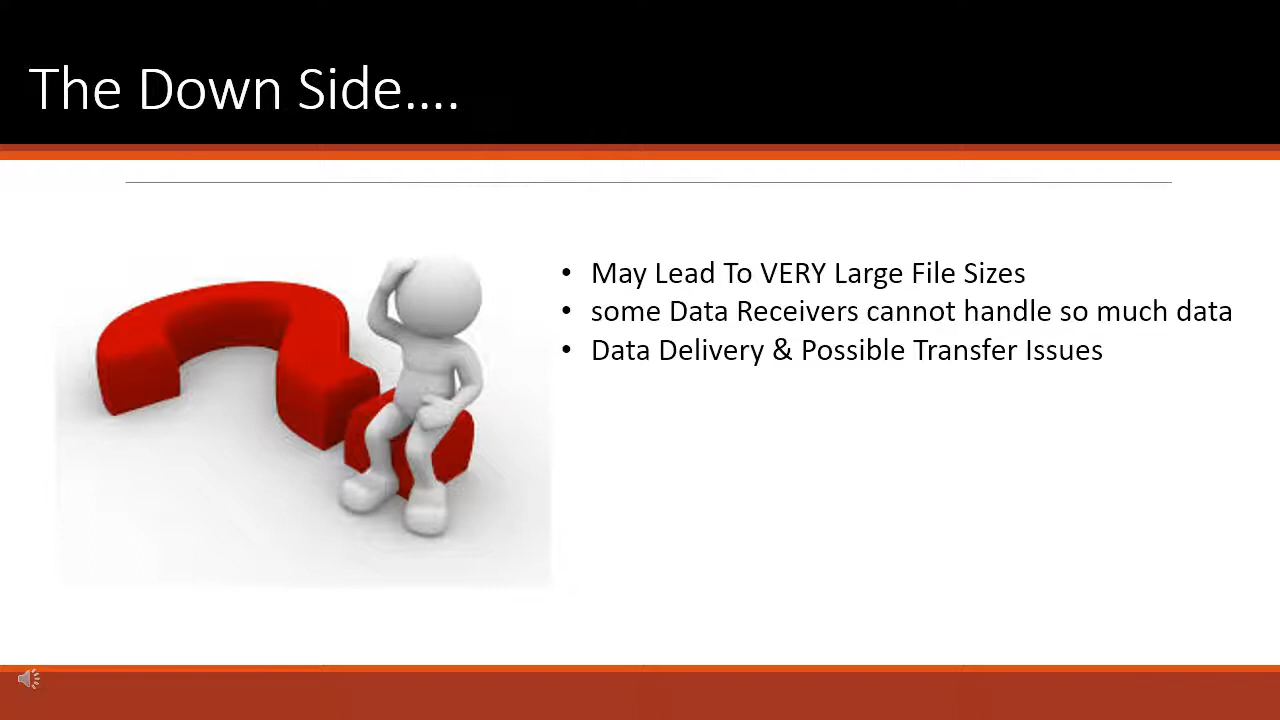 The Down Side....
• May Lead To VERY Large File Sizes
• some Data Receivers cannot handle so much data
• Data Delivery & Possible Transfer Issues